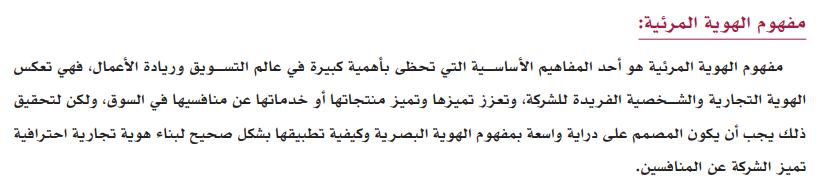 مفهوم الهوية المرئية:
مفهوم الهوية المرئية هو أحد المفاهيم الأساسية التي تحظى بأهمية كبيرة في عالم التسويق وريادة الأعمال، فهي تعكس
الهوية التجارية والشخصية الفريدة للشركة، وتعزز تميزها وتميز منتجاتها أو خدماتها عن منافسيها في السوق، ولكن لتحقيق
ذلك يجب أن يكون المصمم على دراية واسعة بمفهوم الهوية البصرية وكيفية تطبيقها بشكل صحيح لبناء هوية تجارية احترافية
تميز الشركة عن المنافسين.